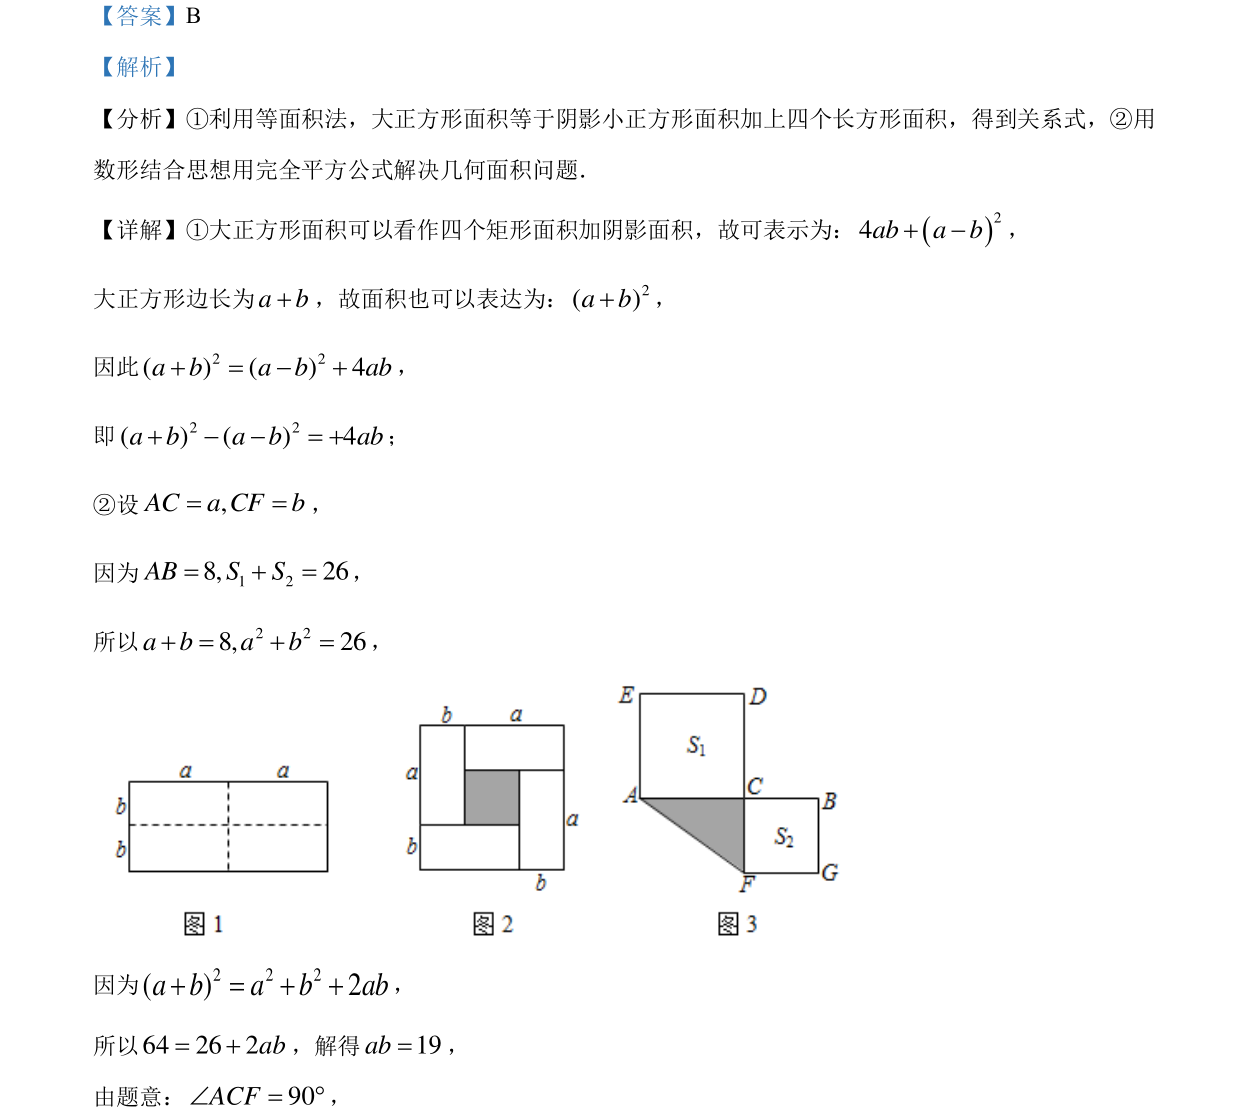 【答案】B
【解析】
【分析】①利用等面积法，大正方形面积等于阴影小正方形面积加上四个长方形面积，得到关系式，②用
数形结合思想用完全平方公式解决几何面积问题．
【详解】①大正方形面积可以看作四个矩形面积加阴影面积，故可表示为：4ab+(a−b)²，
大正方形边长为a+b，故面积也可以表达为：(a+b)²，
因此(a+b)²=(a−b)²+4ab，
即(a+b)²−(a−b)²=+4ab；
②设AC=a,CF=b，
因为AB=8,S₁+S₂=26，
所以a+b=8,a²+b²=26，
a a b b
b a a b a b
E D S₁ A C B S₂ F G
图1 图2 图3
因为(a+b)²=a²+b²+2ab，
所以64=26+2ab，解得ab=19，
由题意：∠ACF=90°，